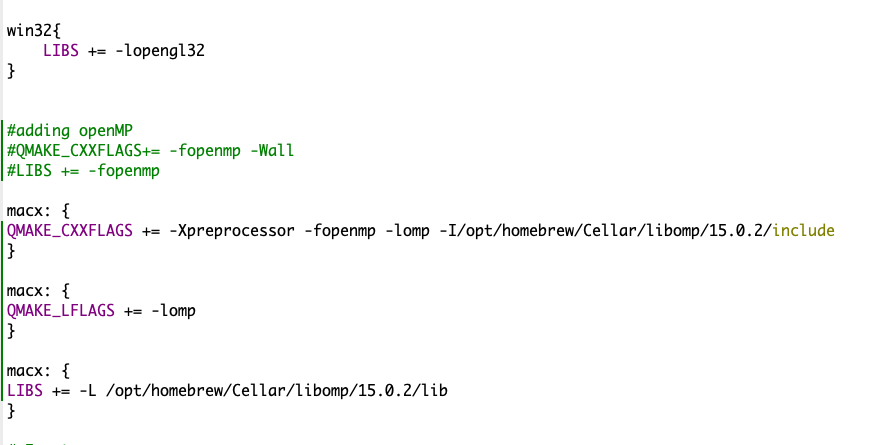 win32{
    LIBS += -lopengl32
}
#adding openMP
#QMAKE_CXXFLAGS+= -fopenmp -Wall
#LIBS += -fopenmp
macx: {
QMAKE_CXXFLAGS += -Xpreprocessor -fopenmp -lomp -I/opt/homebrew/Cellar/libomp/15.0.2/include
}
macx: {
QMAKE_LFLAGS += -lomp
}
macx: {
LIBS += -L /opt/homebrew/Cellar/libomp/15.0.2/lib
}